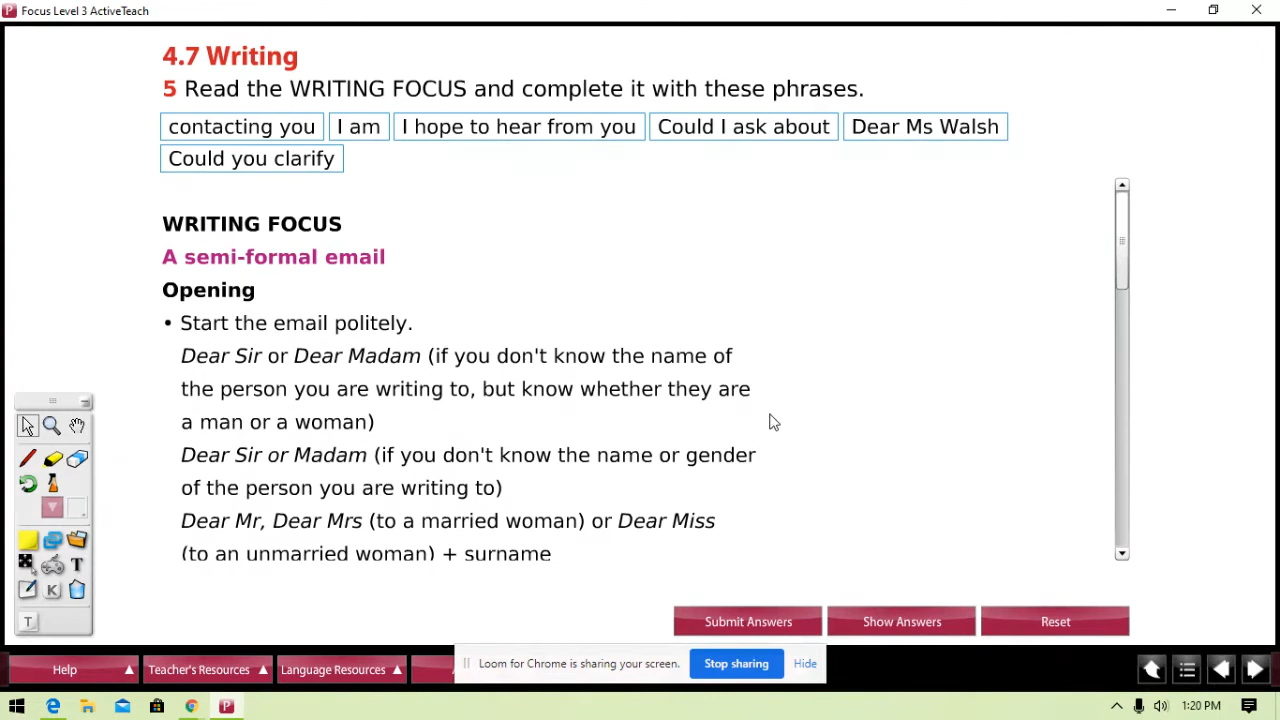 Focus Level 3 ActiveTeach
4.7 Writing
5 Read the WRITING FOCUS and complete it with these phrases.
contacting you I am I hope to hear from you Could I ask about Dear Ms Walsh
Could you clarify
WRITING FOCUS
A semi-formal email
Opening
• Start the email politely.
Dear Sir or Dear Madam (if you don't know the name of
the person you are writing to, but know whether they are
a man or a woman)
Dear Sir or Madam (if you don't know the name or gender
of the person you are writing to)
Dear Mr, Dear Mrs (to a married woman) or Dear Miss
(to an unmarried woman) + surname
Submit Answers Show Answers Reset
Help Teacher's Resources Language Resources
Loom for Chrome is sharing your screen. Stop sharing Hide
1:20 PM